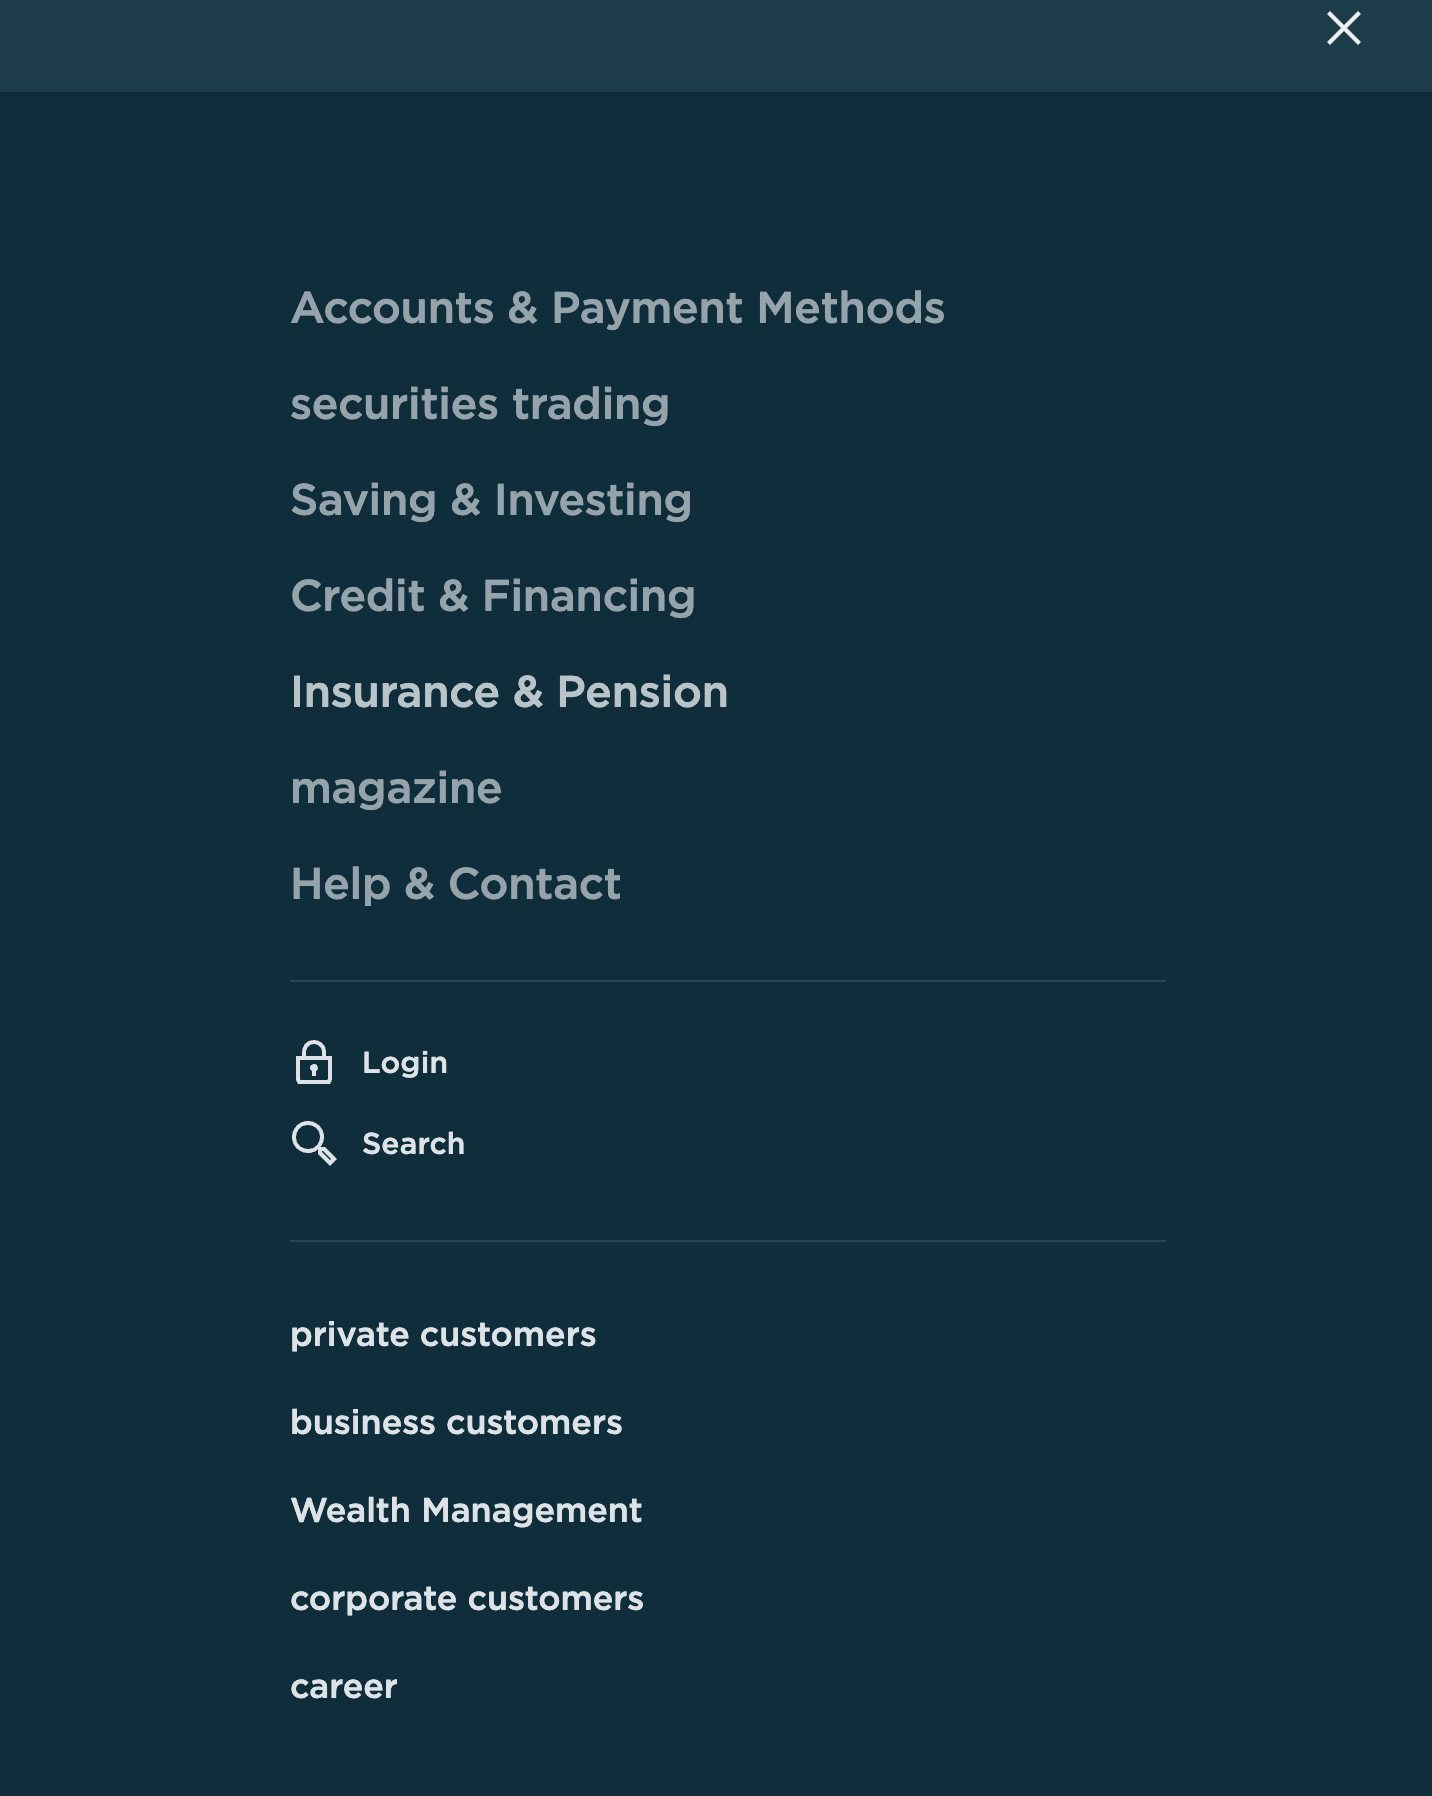 Accounts & Payment Methods
securities trading
Saving & Investing
Credit & Financing
Insurance & Pension
magazine
Help & Contact
Login
Search
private customers
business customers
Wealth Management
corporate customers
career